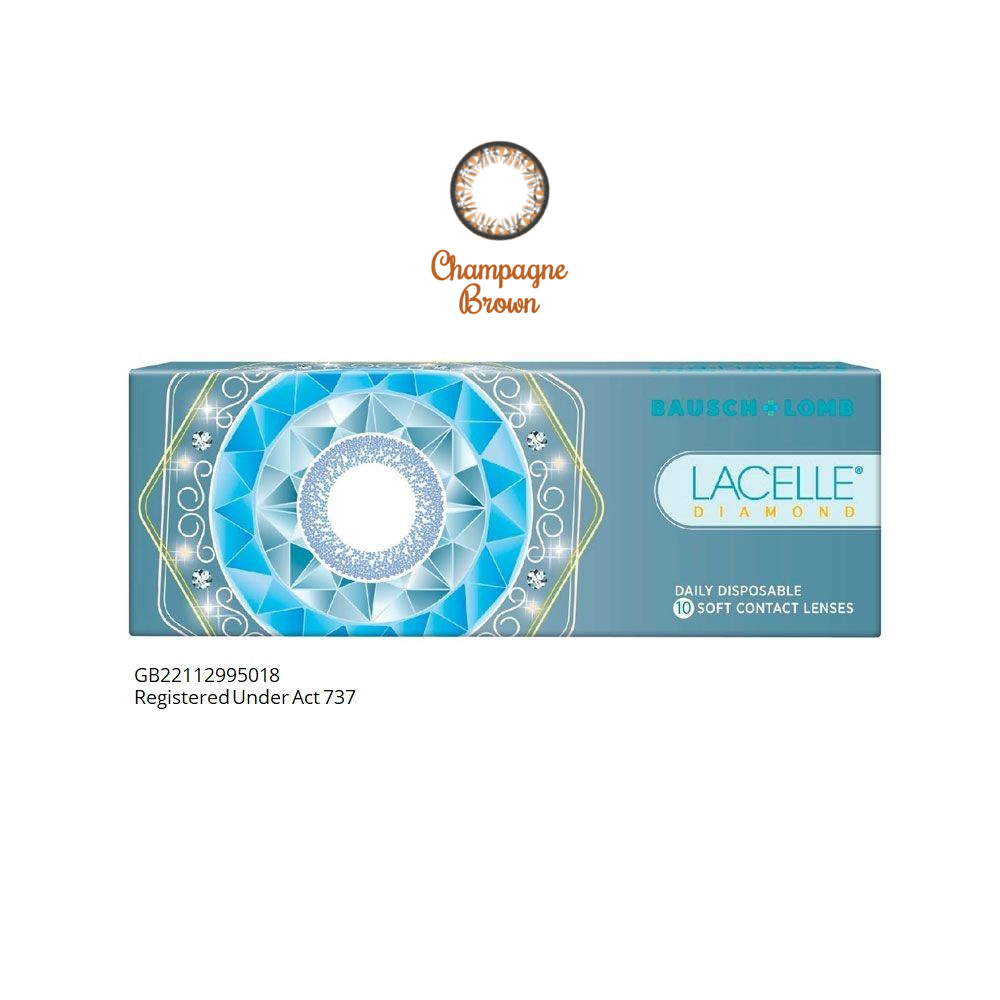 Champagne
Brown
BAUSCH + LOMB
LACELLE®
DIAMOND
DAILY DISPOSABLE
10 SOFT CONTACT LENSES
GB22112995018
Registered Under Act 737